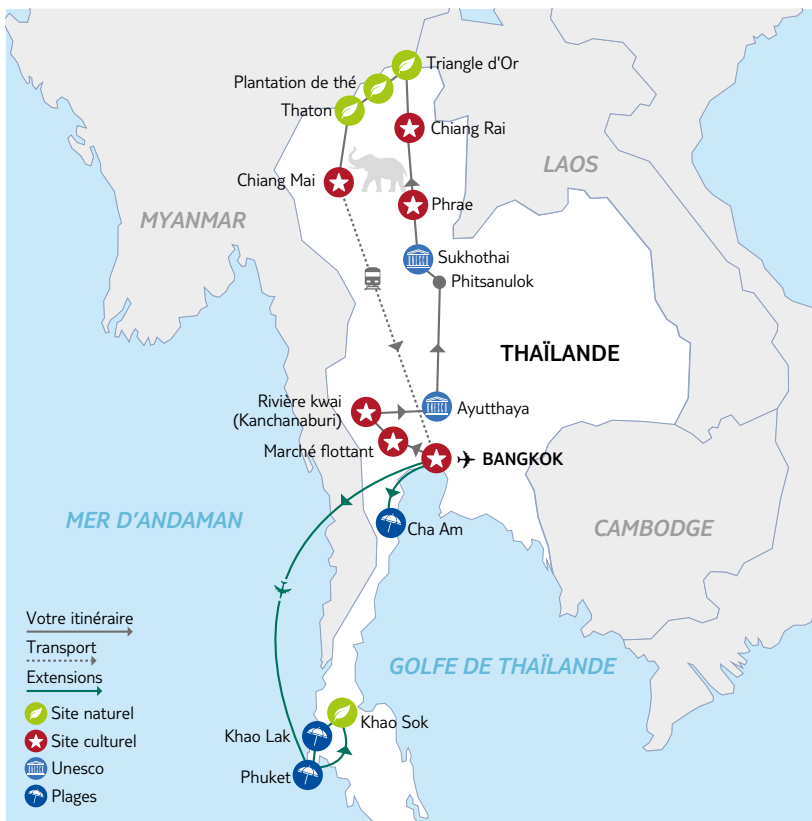 Triangle d'Or
Plantation de thé
Thaton
Chiang Rai
LAOS
Chiang Mai
Phrae
MYANMAR
Sukhothai
Phitsanulok
THAÏLANDE
Rivière kwai
(Kanchanaburi)
Ayutthaya
Marché flottant
BANGKOK
MER D'ANDAMAN
Cha Am
CAMBODGE
Votre itinéraire
Transport
Extensions
GOLFE DE THAÏLANDE
Site naturel
Khao Sok
Site culturel
Khao Lak
Unesco
Phuket
Plages